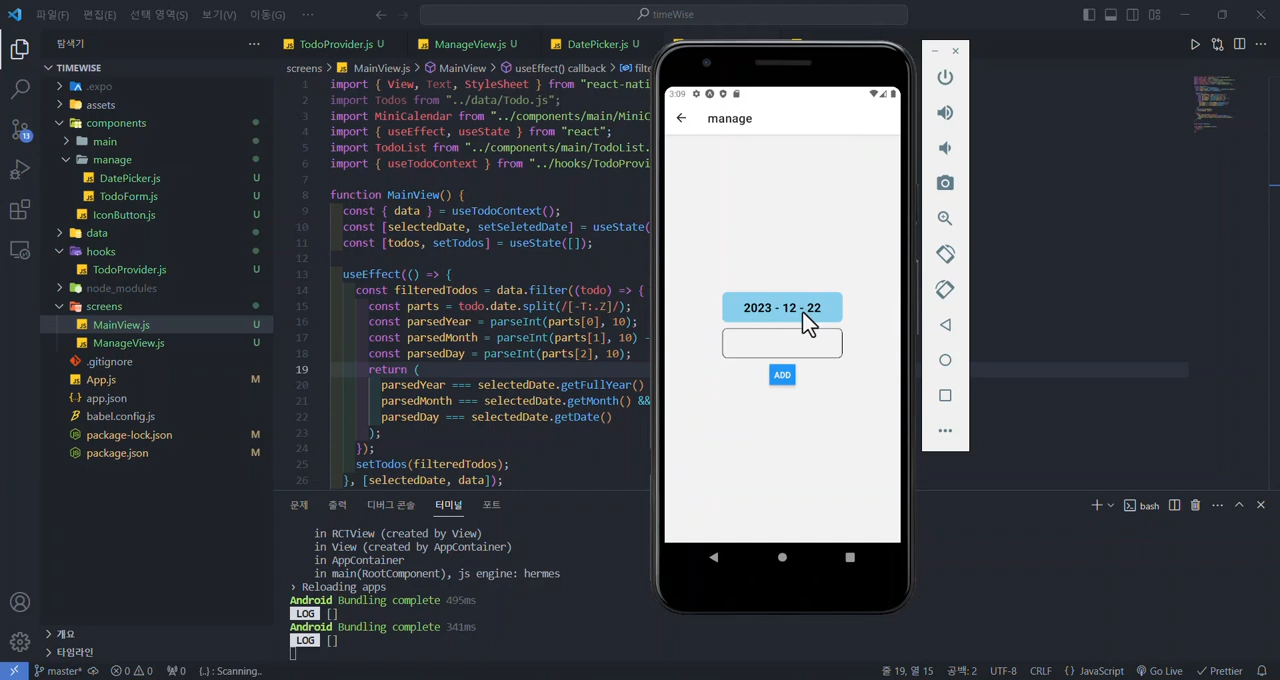 파일(F) 편집(E) 선택 영역(S) 보기(V) 이동(G) ··· timeWise
탐색기
TIMEWISE
.expo
assets
components
main
manage
DatePicker.js U
TodoForm.js U
IconButton.js U
data
hooks
TodoProvider.js U
node_modules
screens
MainView.js U
ManageView.js U
.gitignore
App.js M
app.json
babel.config.js
package-lock.json M
package.json M
개요
타임라인
13
TodoProvider.js U ManageView.js U DatePicker.js U
screens > MainView.js > MainView > useEffect() callback >
1 import { View, Text, StyleSheet } from "react-nati
2 import Todos from "../data/Todo.js";
3 import MiniCalendar from "../components/main/MiniC
4 import { useEffect, useState } from "react";
5 import TodoList from "../components/main/TodoList.
6 import { useTodoContext } from "../hooks/TodoProvi
7
8 function MainView() {
9 const { data } = useTodoContext();
10 const [selectedDate, setSeletedDate] = useState(
11 const [todos, setTodos] = useState([]);
12
13 useEffect(() => {
14 const filteredTodos = data.filter((todo) => {
15 const parts = todo.date.split(/[-T:.Z]/);
16 const parsedYear = parseInt(parts[0], 10);
17 const parsedMonth = parseInt(parts[1], 10) -
18 const parsedDay = parseInt(parts[2], 10);
19 return (
20 parsedYear === selectedDate.getFullYear()
21 parsedMonth === selectedDate.getMonth() &&
22 parsedDay === selectedDate.getDate()
23 );
24 });
25 setTodos(filteredTodos);
26 }, [selectedDate, data]);
3:09
manage
2023 - 12 - 22
ADD
문제 출력 디버그 콘솔 터미널 포트
bash
in RCTView (created by View)
in View (created by AppContainer)
in AppContainer
in main(RootComponent), js engine: hermes
› Reloading apps
Android Bundling complete 495ms
LOG []
Android Bundling complete 341ms
LOG []
master* 0 0 0 {..} : Scanning.. 줄 19, 열 15 공백: 2 UTF-8 CRLF { } JavaScript Go Live Prettier